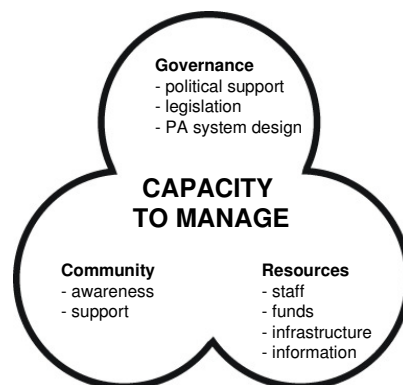 Governance
- political support
- legislation
- PA system design
CAPACITY
TO MANAGE
Community
- awareness
- support
Resources
- staff
- funds
- infrastructure
- information